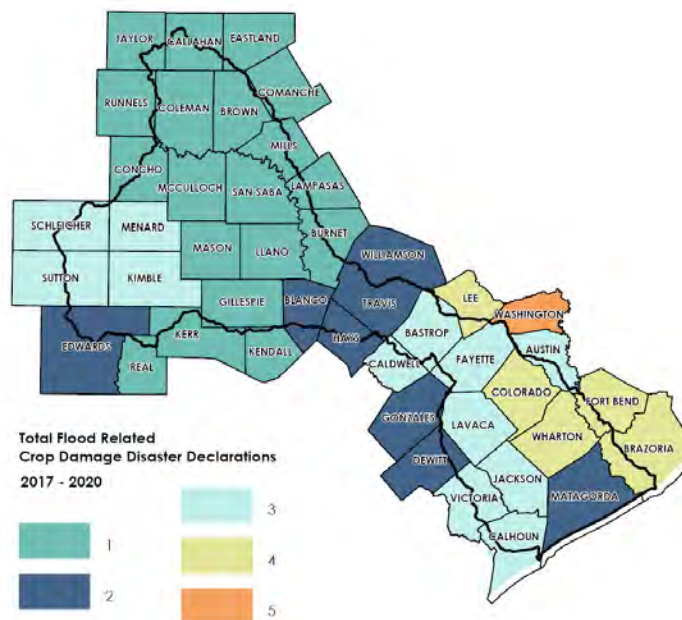 TAYLOR CALLAHAN EASTLAND
COMANCHE
RUNNELS COLEMAN BROWN
MILLS
CONCHO
MCCULLOCH SAN SABA LAMPASAS
BURNET
SCHLEICHER MENARD
MASON LLANO WILLIAMSON
SUTTON KIMBLE
GILLESPIE BLANCO TRAVIS LEE
WASHINGTON
EDWARDS KERR HAYS BASTROP
AUSTIN
REAL KENDALL CALDWELL FAYETTE
COLORADO FORT BEND
GONZALES
LAVACA WHARTON BRAZORIA
DEWITT
JACKSON MATAGORDA
VICTORIA
CALHOUN
Total Flood Related
Crop Damage Disaster Declarations
2017 - 2020
1
2
3
4
5